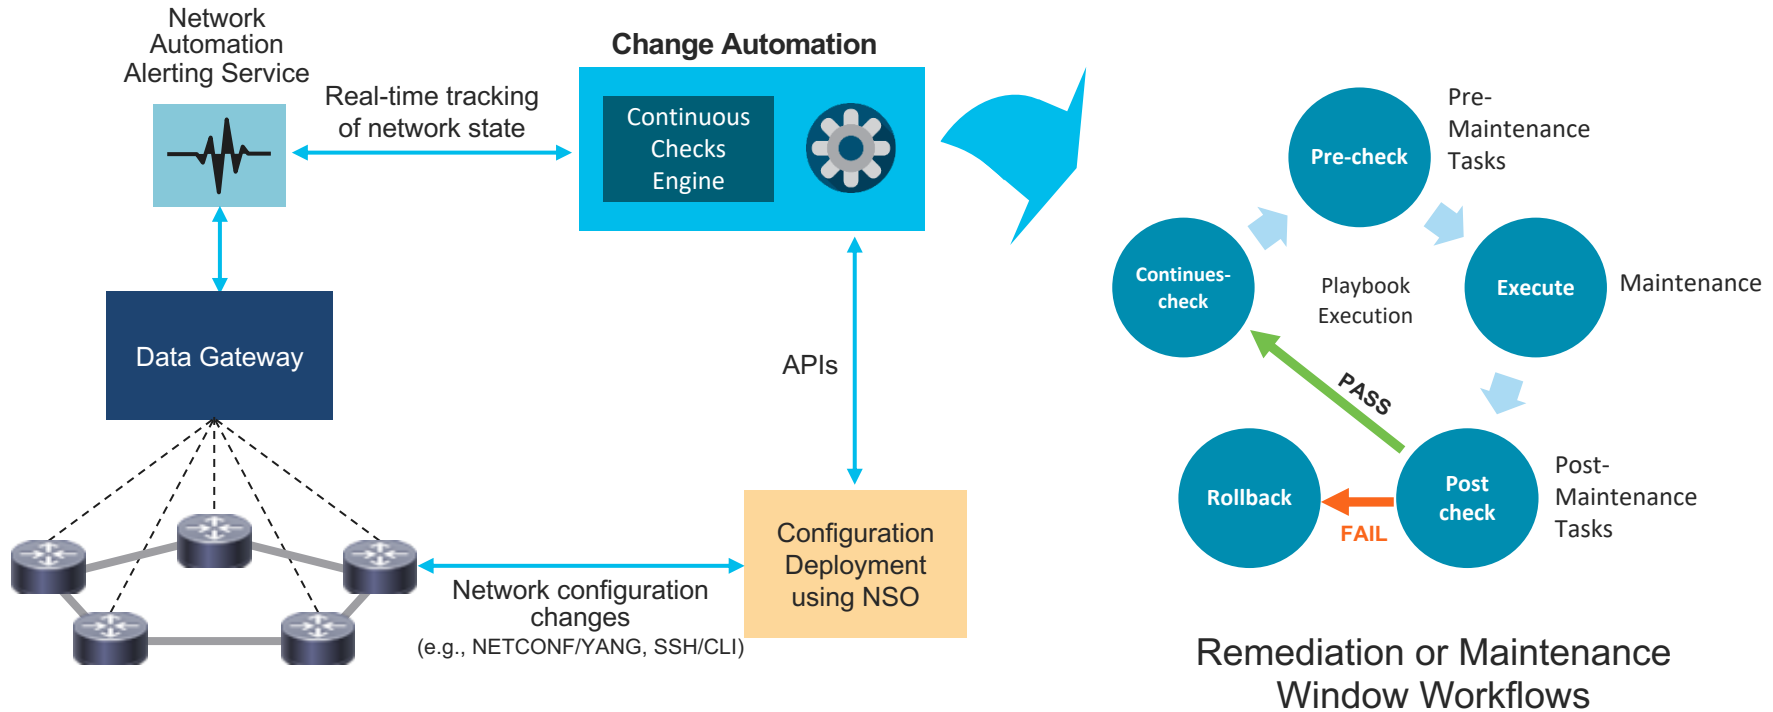 Network
Automation
Alerting Service
Real-time tracking
of network state
Change Automation
Continuous
Checks
Engine
Data Gateway
APIs
Configuration
Deployment
using NSO
Network configuration
changes
(e.g., NETCONF/YANG, SSH/CLI)
Pre-check
Pre-
Maintenance
Tasks
Continues-
check
Playbook
Execution
Execute
Maintenance
PASS
Rollback
FAIL
Post
check
Post-
Maintenance
Tasks
Remediation or Maintenance
Window Workflows